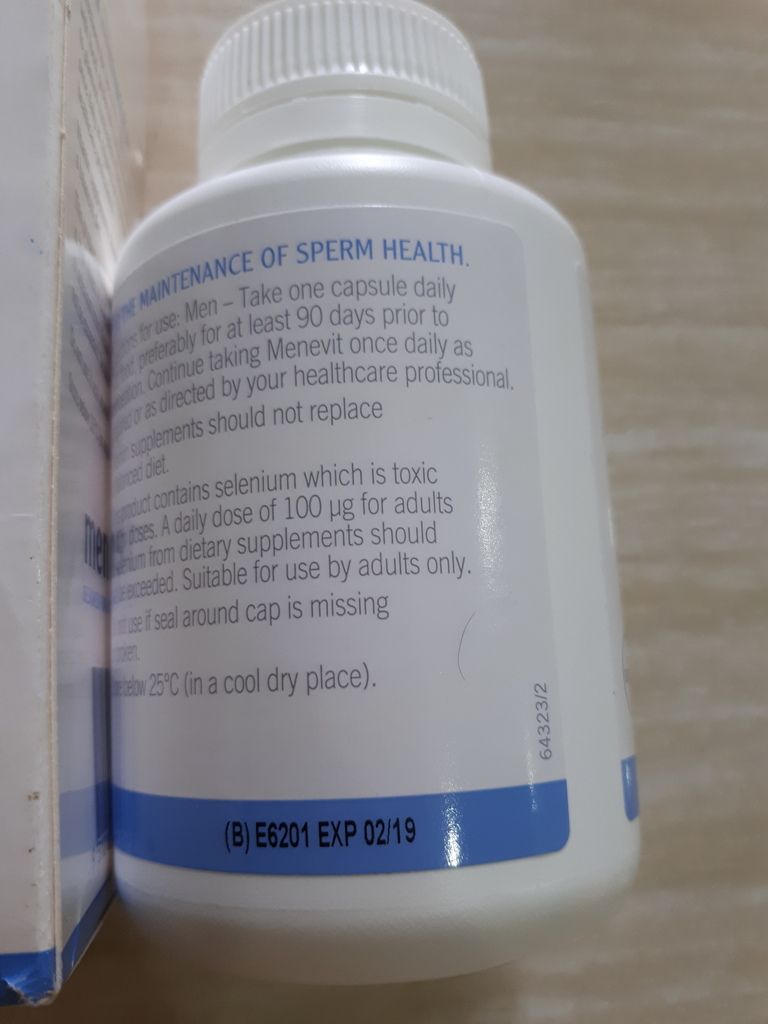 THE MAINTENANCE OF SPERM HEALTH.
for use: Men – Take one capsule daily
preferably for at least 90 days prior to
Continue taking Menevit once daily as
or as directed by your healthcare professional.
supplements should not replace
diet.
product contains selenium which is toxic
doses. A daily dose of 100 µg for adults
from dietary supplements should
be exceeded. Suitable for use by adults only.
use if seal around cap is missing
below 25°C (in a cool dry place).
64323/2
(B) E6201 EXP 02/19
me